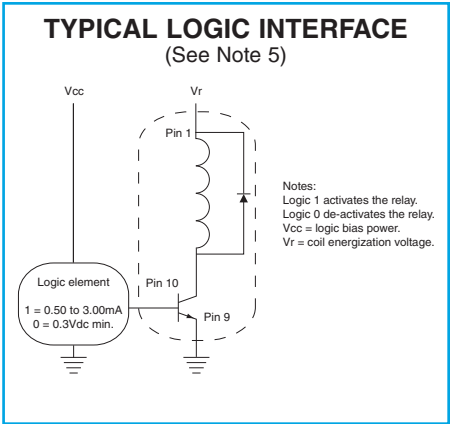 TYPICAL LOGIC INTERFACE
(See Note 5)
Vcc
Vr
Pin 1
Notes:
Logic 1 activates the relay.
Logic 0 de-activates the relay.
Vcc = logic bias power.
Vr = coil energization voltage.
Logic element
1 = 0.50 to 3.00mA
0 = 0.3Vdc min.
Pin 10
Pin 9